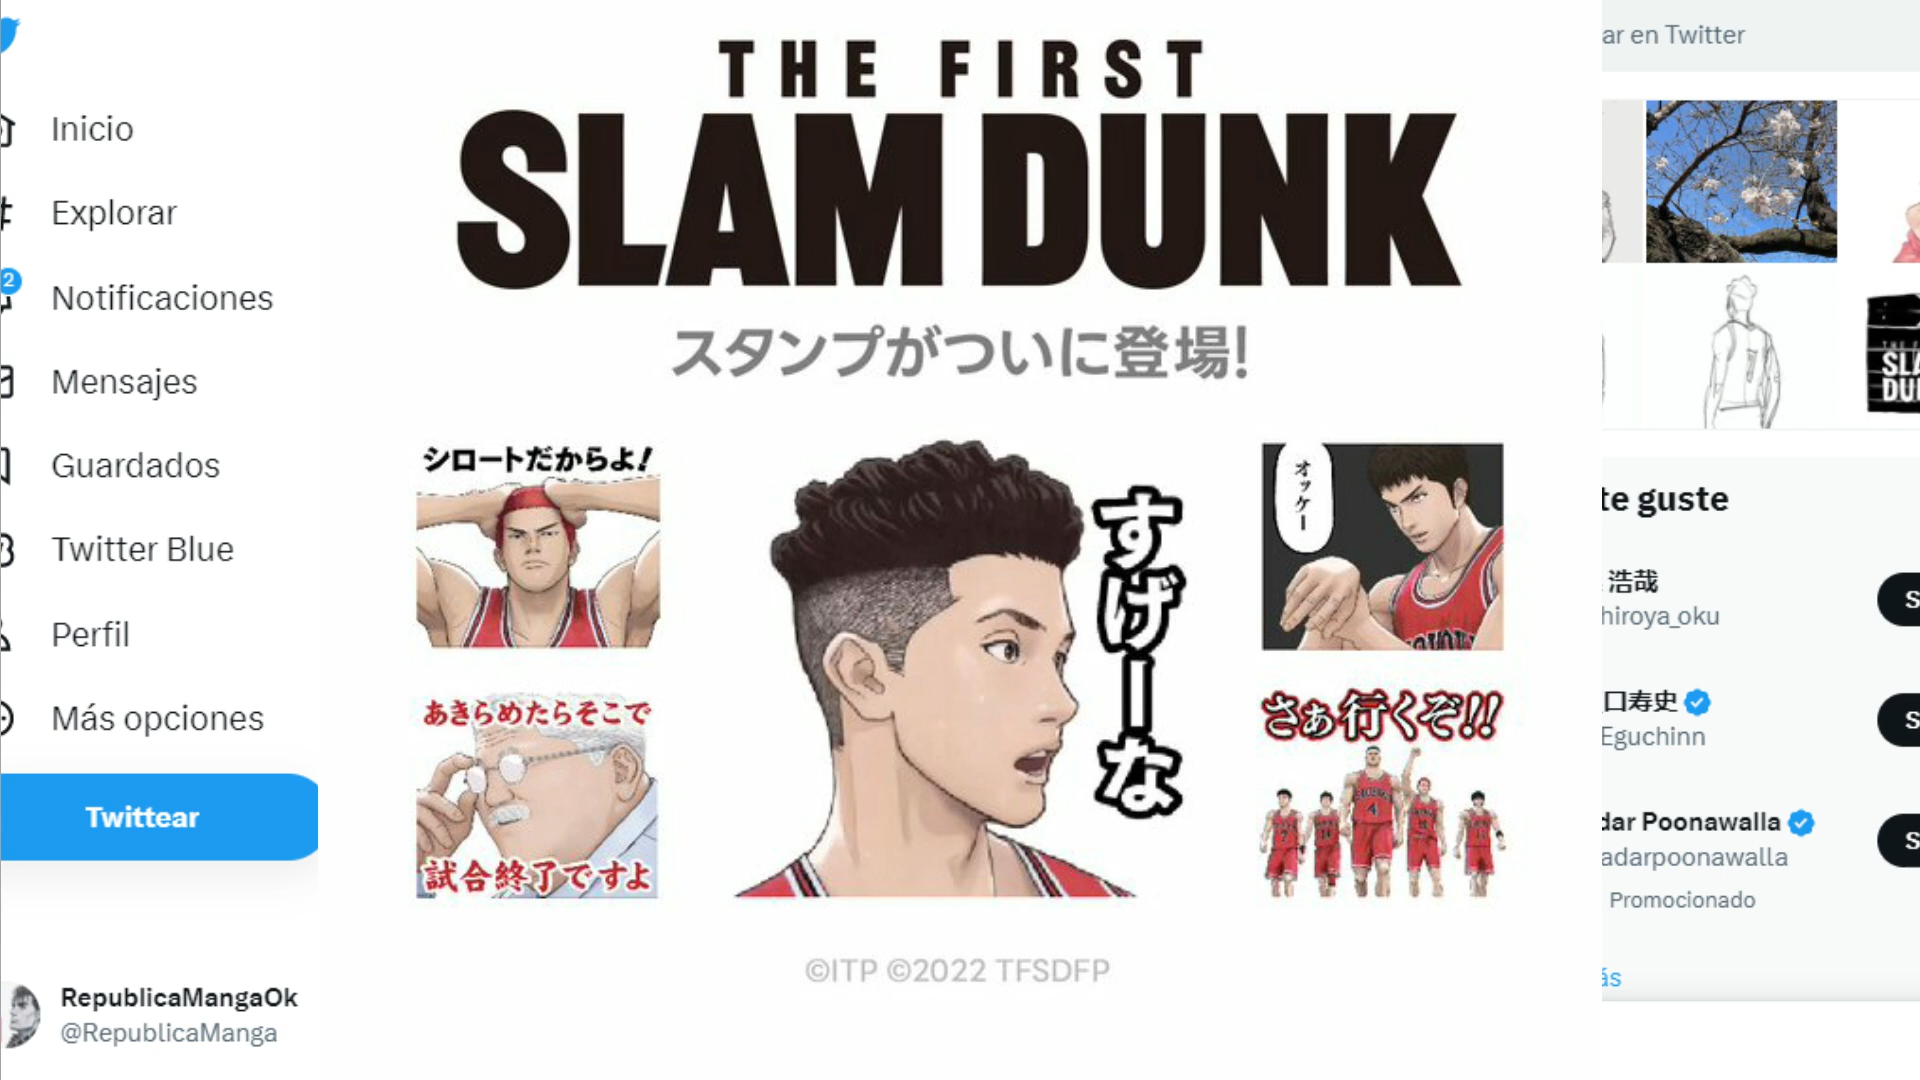 Inicio
Explorar
2
Notificaciones
Mensajes
Guardados
Twitter Blue
Perfil
Más opciones
Twittear
RepublicaMangaOk
@RepublicaManga
THE FIRST
SLAM DUNK
スタンプがついに登場!
シロートだからよ!
あきらめたらそこで
試合終了ですよ
すげーな
オッケー
さぁ行くぞ!!
4
©ITP ©2022 TFSDFP
ar en Twitter
7
te guste
浩哉
hiroya_oku
口寿史
Eguchinn
dar Poonawalla
adarpoonawalla
Promocionado
ás